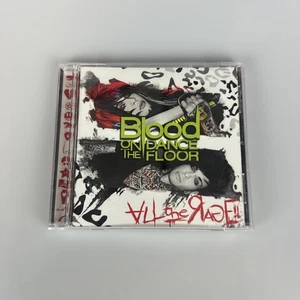 Blood
ON DANCE
THE FLOOR
All the RAGE!!